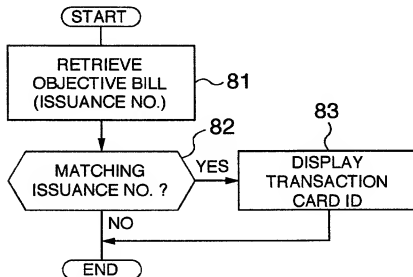 START
RETRIEVE
OBJECTIVE BILL
(ISSUANCE NO.)
81
82
MATCHING
ISSUANCE NO. ?
YES
83
DISPLAY
TRANSACTION
CARD ID
NO
END